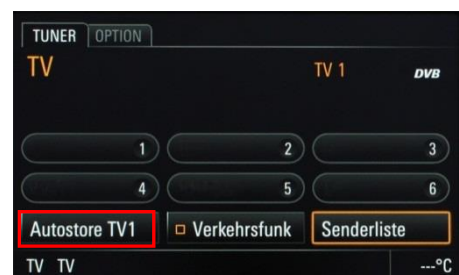 TUNER OPTION
TV TV 1 DVB
1 2 3
4 5 6
Autostore TV1 Verkehrsfunk Senderliste
TV TV ---°C